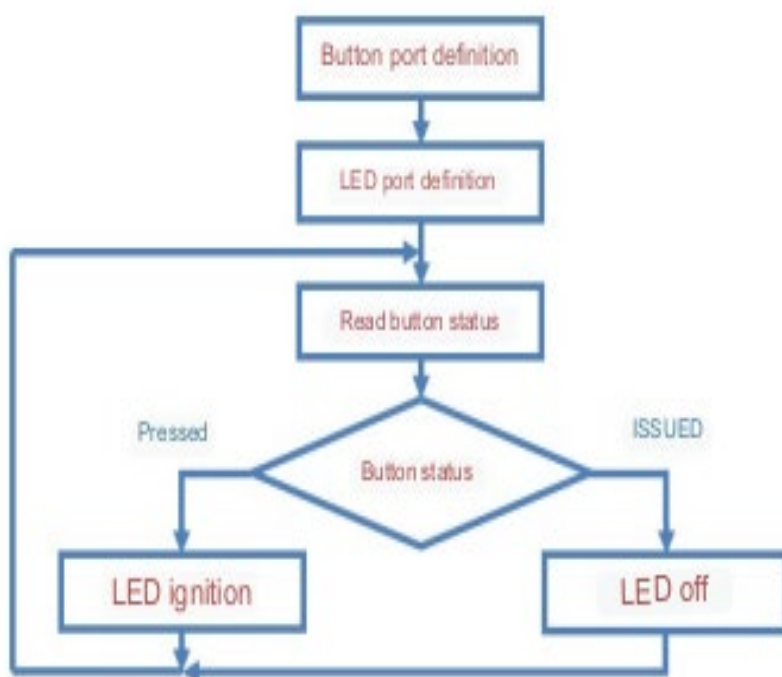 Button port definition
LED port definition
Read button status
Pressed
ISSUED
Button status
LED ignition
LED off